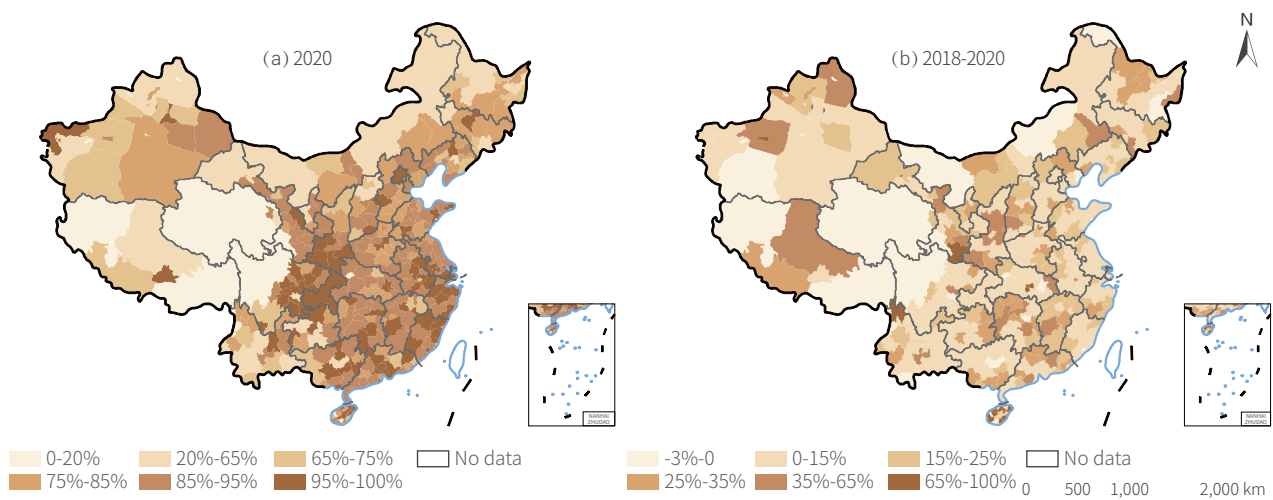 (a) 2020
(b) 2018-2020
N
NANHAI
ZHUDAO
NANHAI
ZHUDAO
0-20%
20%-65%
65%-75%
No data
75%-85%
85%-95%
95%-100%
-3%-0
0-15%
15%-25%
No data
25%-35%
35%-65%
65%-100%
0 500 1,000 2,000 km